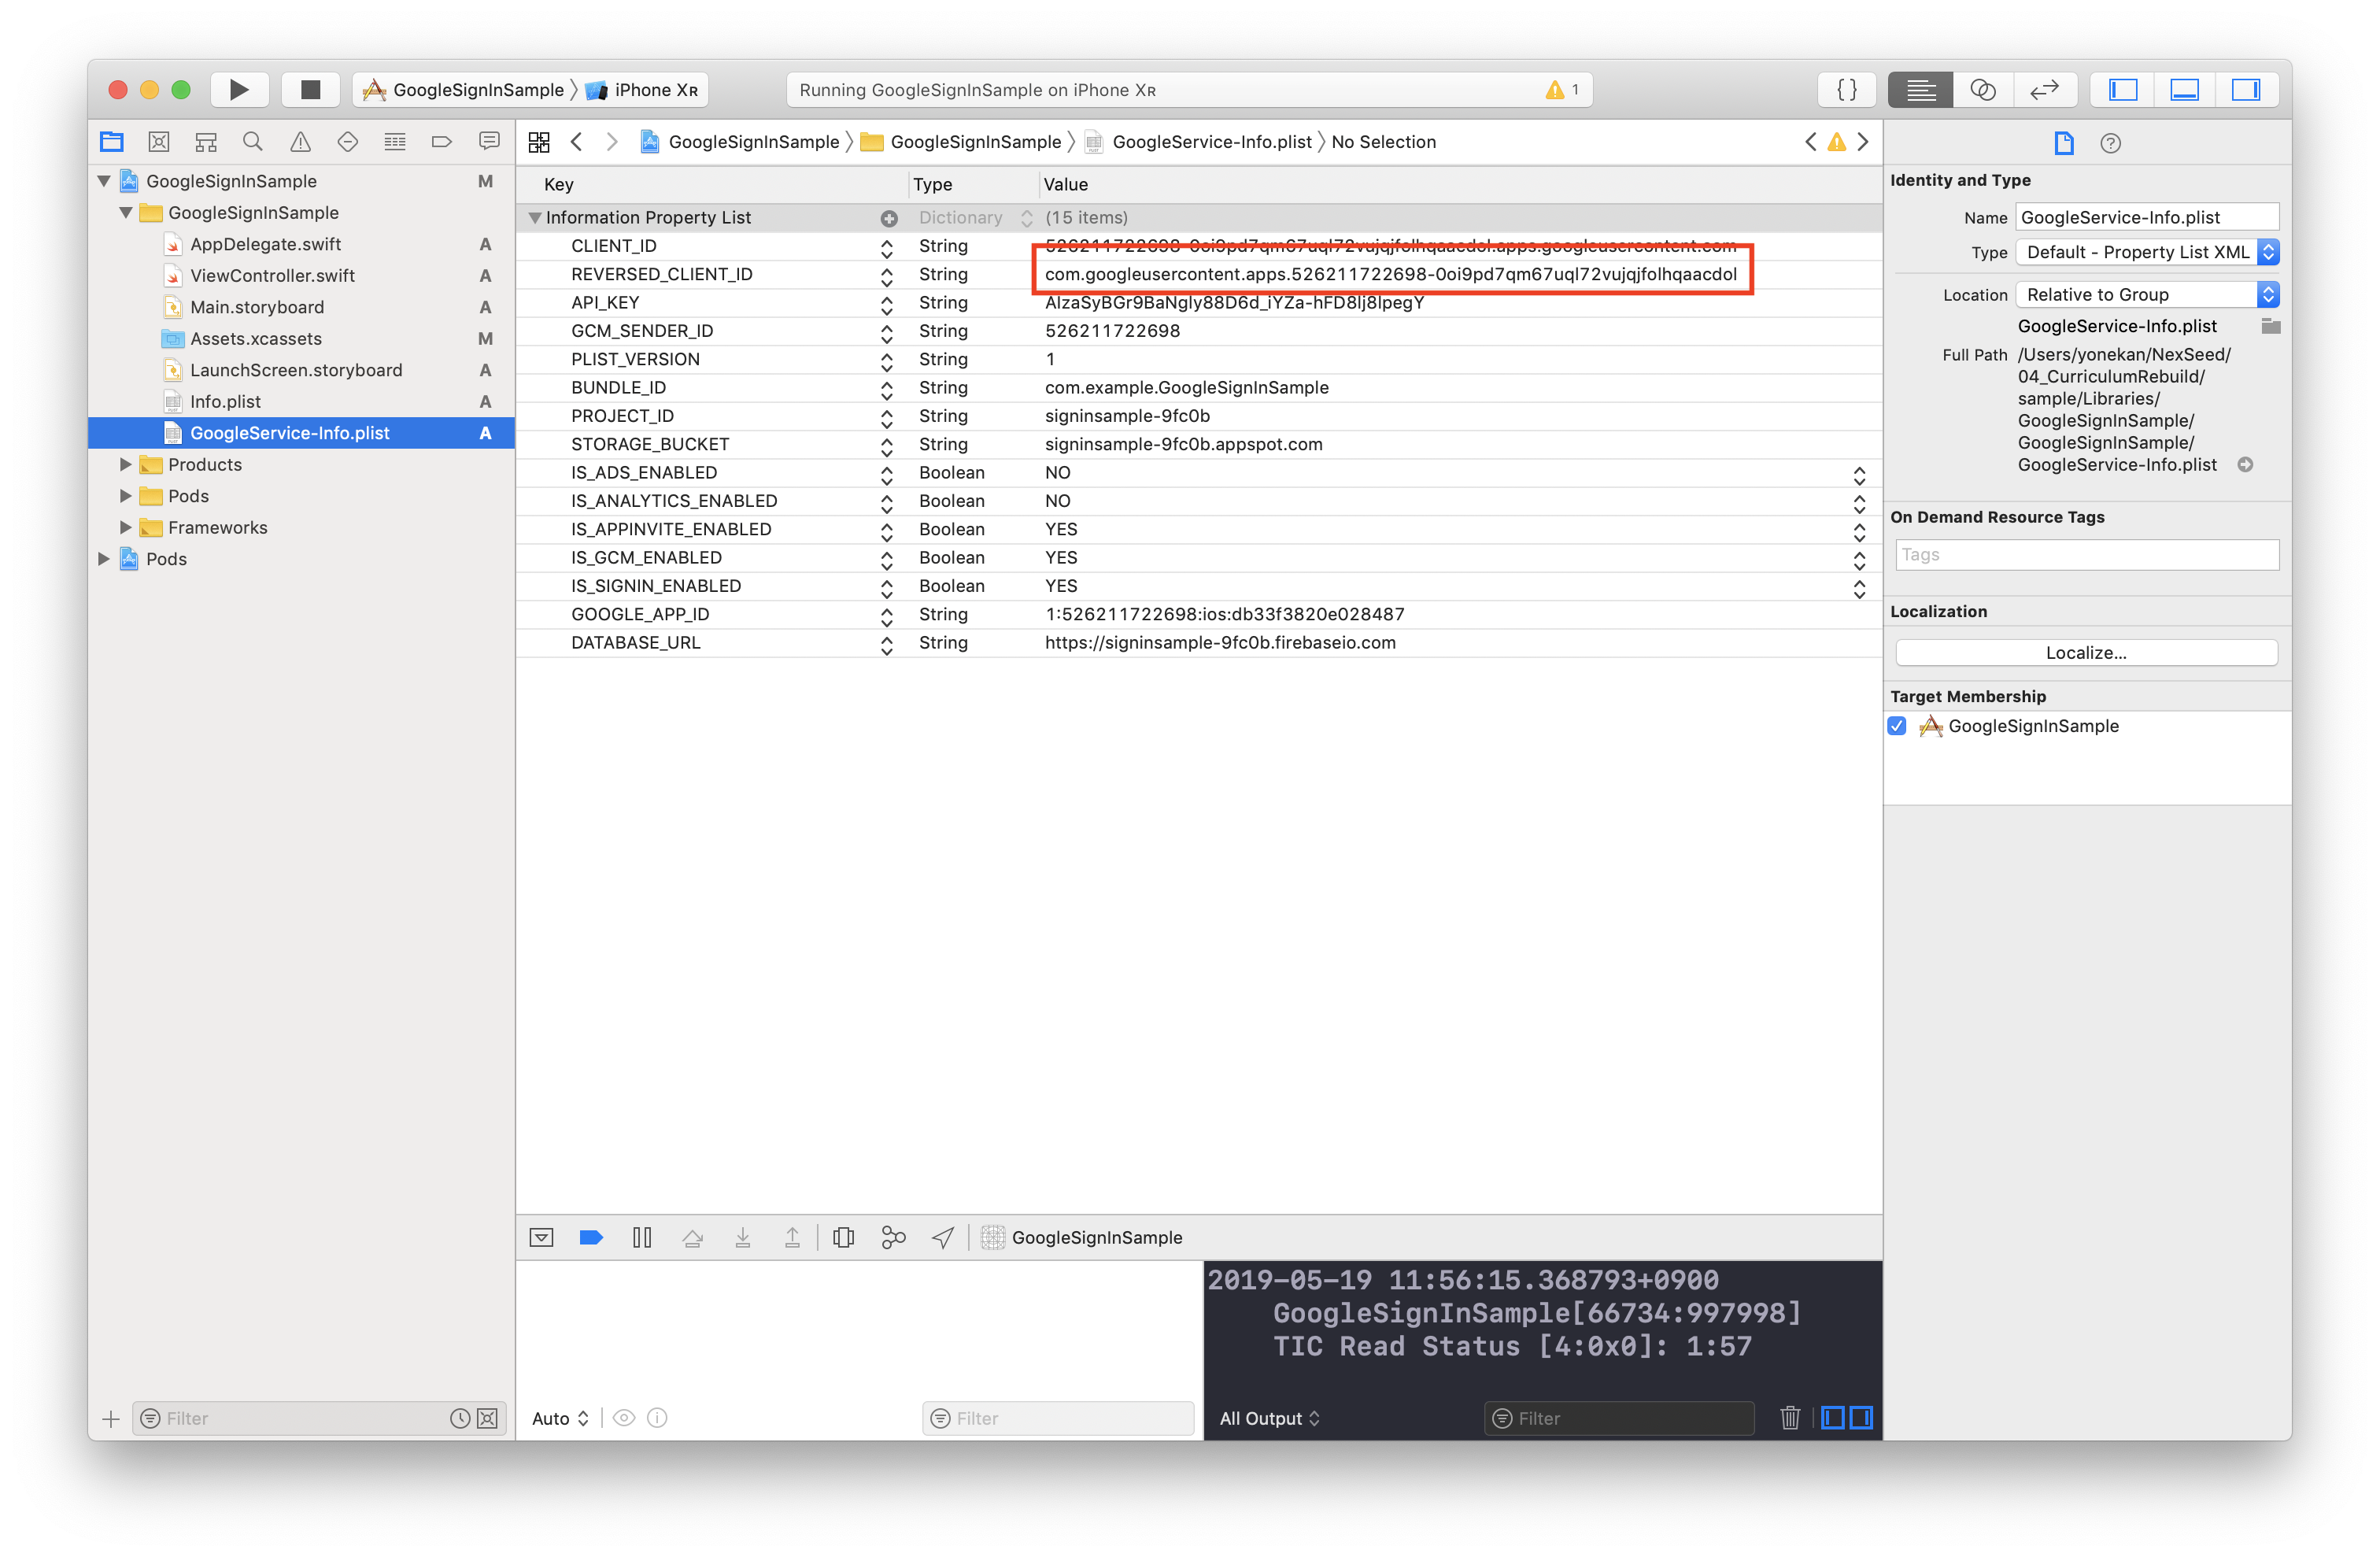 GoogleSignInSample 〉 iPhone Xʀ
Running GoogleSignInSample on iPhone Xʀ
1
{ }
GoogleSignInSample 〉 GoogleSignInSample 〉 GoogleService-Info.plist 〉 No Selection
GoogleSignInSample M
GoogleSignInSample
AppDelegate.swift A
ViewController.swift A
Main.storyboard A
Assets.xcassets M
LaunchScreen.storyboard A
Info.plist A
GoogleService-Info.plist A
Products
Pods
Frameworks
Pods
Filter
Key Type Value
Information Property List Dictionary (15 items)
CLIENT_ID String 526211722698-0oi9pd7qm67uql72vujqjfolhqaacdol.apps.googleusercontent.com
REVERSED_CLIENT_ID String com.googleusercontent.apps.526211722698-0oi9pd7qm67uql72vujqjfolhqaacdol
API_KEY String AIzaSyBGr9BaNgly88D6d_iYZa-hFD8Ij8IpegY
GCM_SENDER_ID String 526211722698
PLIST_VERSION String 1
BUNDLE_ID String com.example.GoogleSignInSample
PROJECT_ID String signinsample-9fc0b
STORAGE_BUCKET String signinsample-9fc0b.appspot.com
IS_ADS_ENABLED Boolean NO
IS_ANALYTICS_ENABLED Boolean NO
IS_APPINVITE_ENABLED Boolean YES
IS_GCM_ENABLED Boolean YES
IS_SIGNIN_ENABLED Boolean YES
GOOGLE_APP_ID String 1:526211722698:ios:db33f3820e028487
DATABASE_URL String https://signinsample-9fc0b.firebaseio.com
GoogleSignInSample
Auto
Filter
2019-05-19 11:56:15.368793+0900
GoogleSignInSample[66734:997998]
TIC Read Status [4:0x0]: 1:57
All Output
Filter
Identity and Type
Name GoogleService-Info.plist
Type Default - Property List XML
Location Relative to Group
GoogleService-Info.plist
Full Path /Users/yonekan/NexSeed/
04_CurriculumRebuild/
sample/Libraries/
GoogleSignInSample/
GoogleSignInSample/
GoogleService-Info.plist
On Demand Resource Tags
Tags
Localization
Localize...
Target Membership
GoogleSignInSample